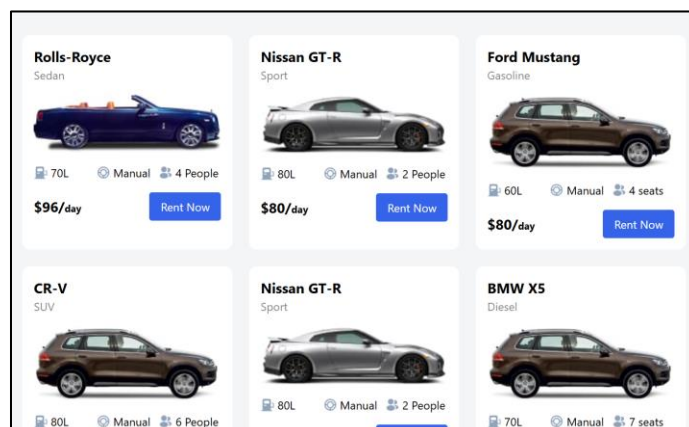 Rolls-Royce
Sedan
70L Manual 4 People
$96/day Rent Now
Nissan GT-R
Sport
80L Manual 2 People
$80/day Rent Now
Ford Mustang
Gasoline
60L Manual 4 seats
$80/day Rent Now
CR-V
SUV
80L Manual 6 People
Nissan GT-R
Sport
80L Manual 2 People
BMW X5
Diesel
70L Manual 7 seats